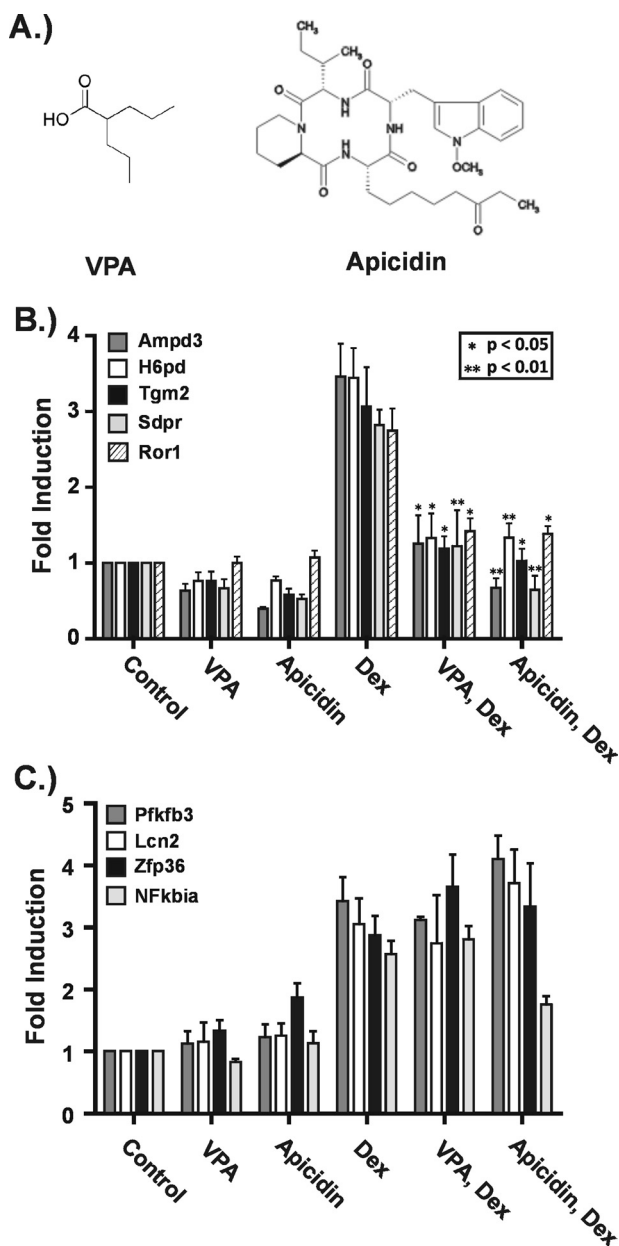 A.)
O
HO
VPA
CH₃
CH₃
O
O
N
H
N
NH
N
OCH₃
H
N
O
O
CH₃
O
Apicidin
B.)
Fold Induction
4
3
2
1
0
Ampd3
H6pd
Tgm2
Sdpr
Ror1
* p < 0.05
** p < 0.01
* * * ** *
** ** * ** *
Control
VPA
Apicidin
Dex
VPA, Dex
Apicidin, Dex
C.)
Fold Induction
5
4
3
2
1
0
Pfkfb3
Lcn2
Zfp36
NFkbia
Control
VPA
Apicidin
Dex
VPA, Dex
Apicidin, Dex